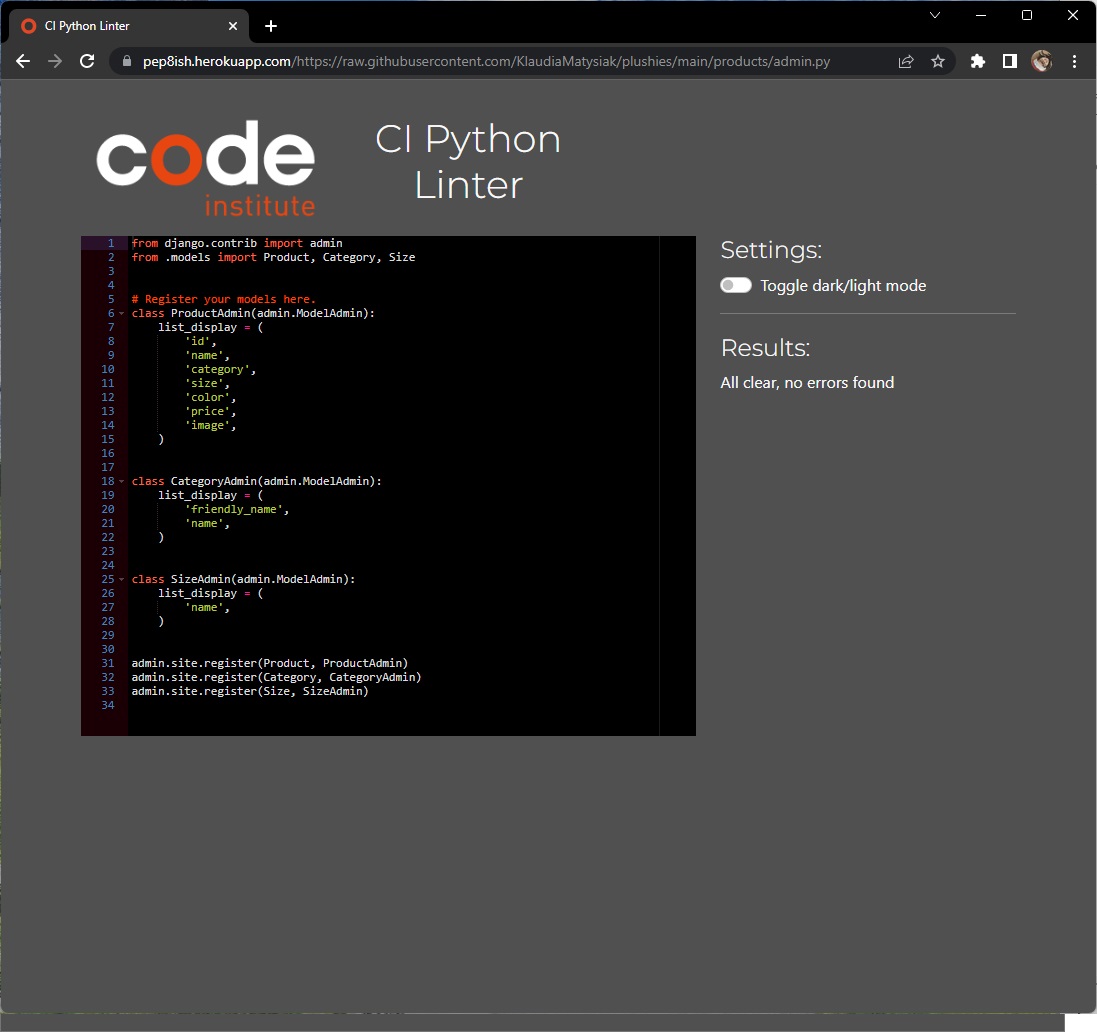 CI Python Linter
pep8ish.herokuapp.com/https://raw.githubusercontent.com/KlaudiaMatysiak/plushies/main/products/admin.py
code
institute
CI Python
Linter
1 from django.contrib import admin
2 from .models import Product, Category, Size
3
4
5 # Register your models here.
6 class ProductAdmin(admin.ModelAdmin):
7     list_display = (
8         'id',
9         'name',
10         'category',
11         'size',
12         'color',
13         'price',
14         'image',
15     )
16
17
18 class CategoryAdmin(admin.ModelAdmin):
19     list_display = (
20         'friendly_name',
21         'name',
22     )
23
24
25 class SizeAdmin(admin.ModelAdmin):
26     list_display = (
27         'name',
28     )
29
30
31 admin.site.register(Product, ProductAdmin)
32 admin.site.register(Category, CategoryAdmin)
33 admin.site.register(Size, SizeAdmin)
34
Settings:
Toggle dark/light mode
Results:
All clear, no errors found